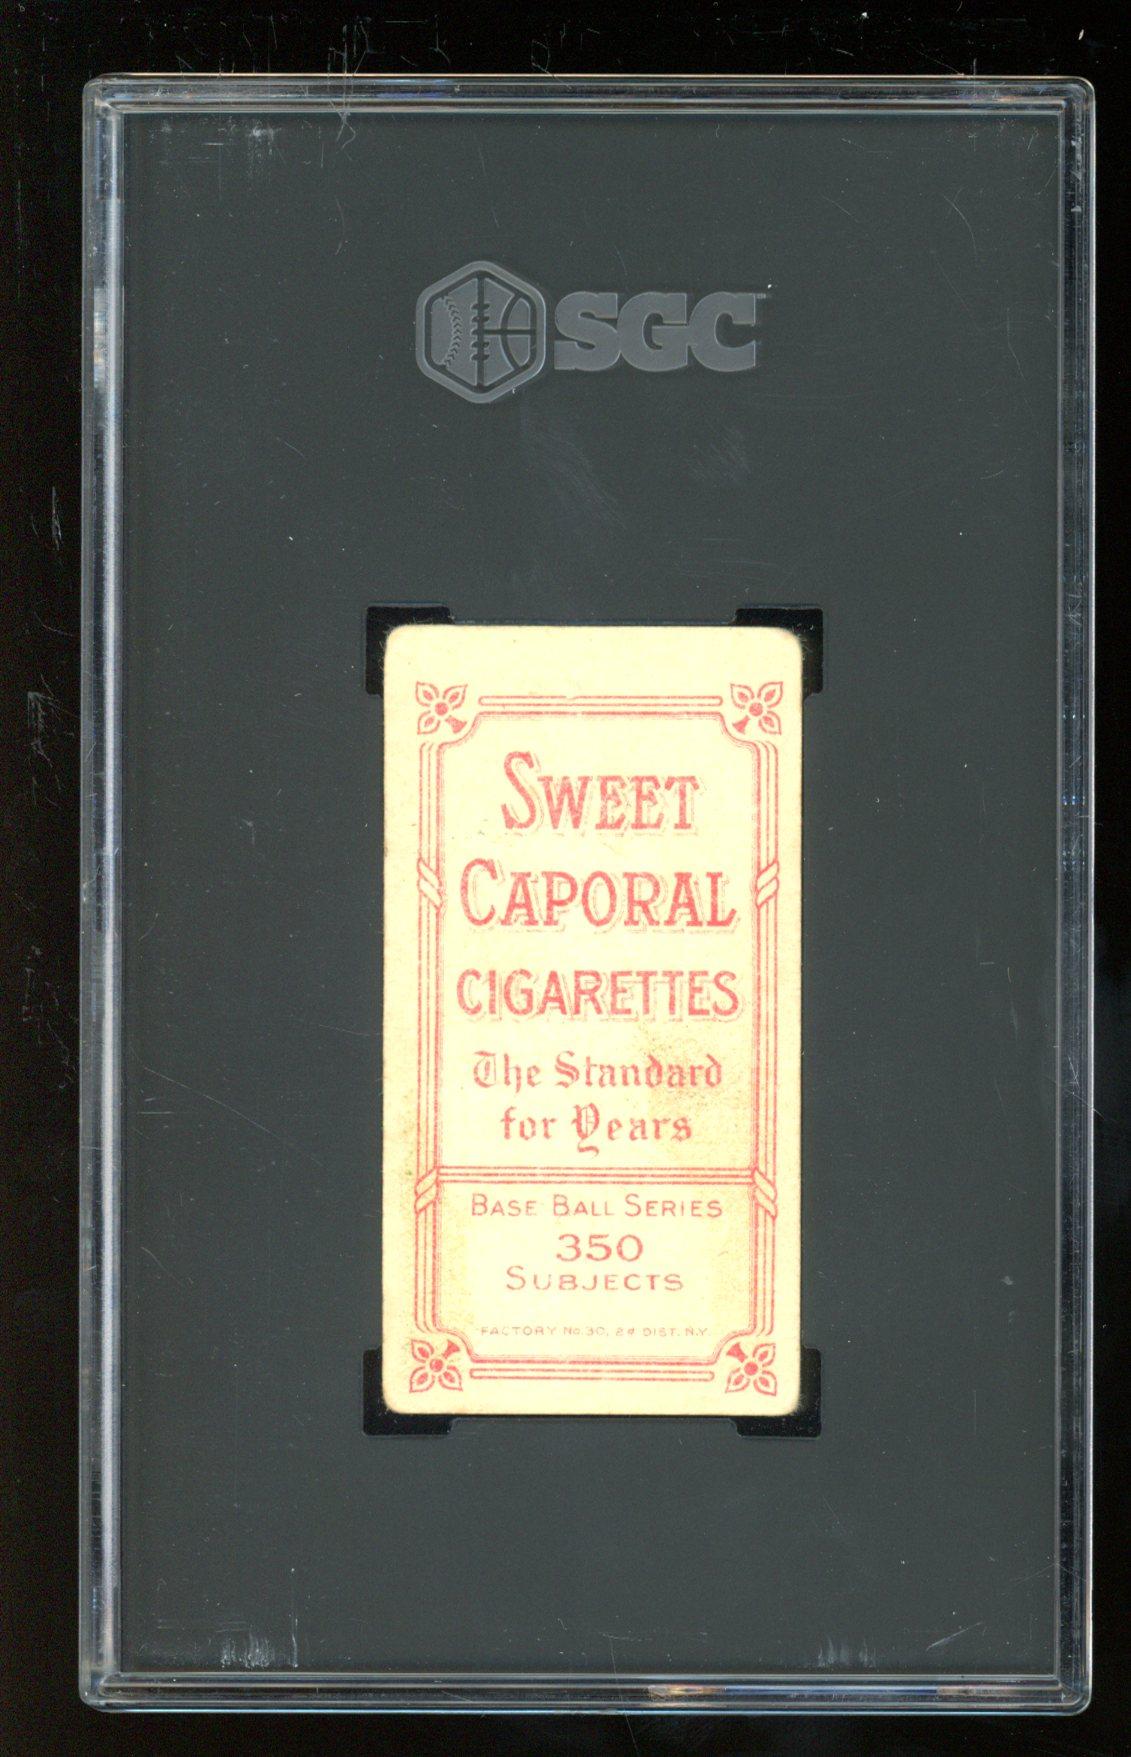 SGC
SWEET
CAPORAL
CIGARETTES
The Standard
for Years
BASE BALL SERIES
350
SUBJECTS
FACTORY No. 30, 2d DIST. N.Y.